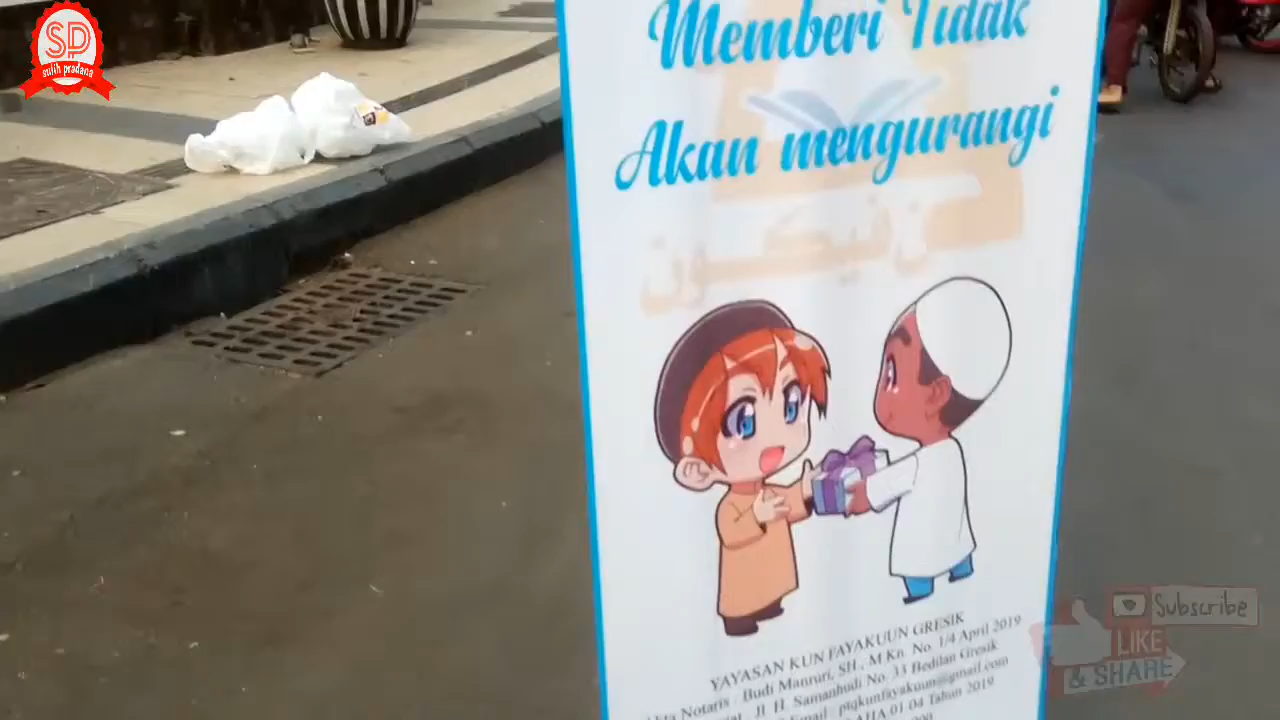 SD
sulih pradana
Memberi Tidak
Akan mengurangi
ن فيكون
YAYASAN KUN FAYAKUUN GRESIK
Akta Notaris : Budi Masruri, SH., M Kn. No. 1/4 April 2019
Jl. H. Samanhudi No. 33 Bedilan Gresik
Email : ptqkunfayakuun@gmail.com
AHA 01 04 Tahun 2019
Subscribe
LIKE
& SHARE